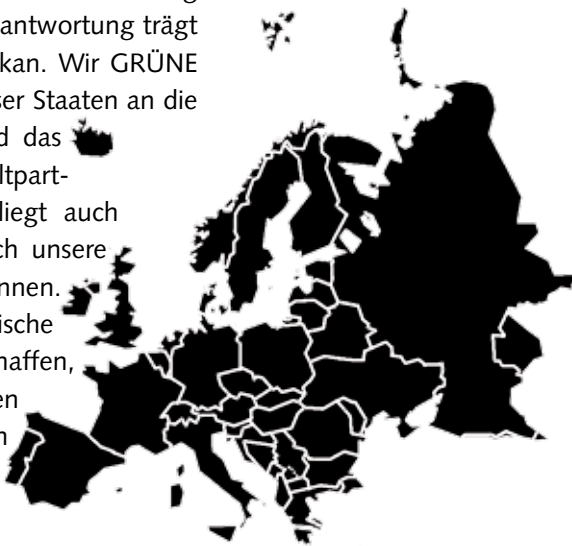 antwortung trägt
kan. Wir GRÜNE
ser Staaten an die
d das
ltpart-
liegt auch
ch unsere
nnen.
ische
haffen,
en
n